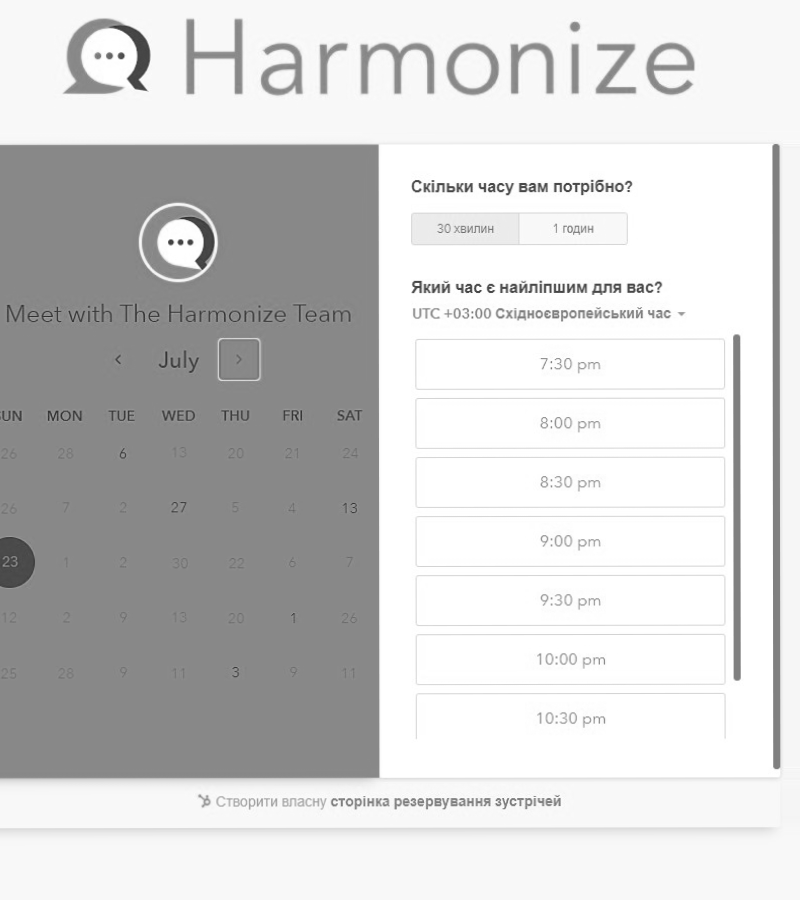 Harmonize
Meet with The Harmonize Team
July
SUN MON TUE WED THU FRI SAT
26 28 6 13 20 21 24
26 7 2 27 5 4 13
23 1 2 30 22 6 7
12 2 9 13 20 1 26
25 28 9 11 3 9 11
Скільки часу вам потрібно?
30 хвилин 1 годин
Який час є найліпшим для вас?
UTC +03:00 Східноєвропейський час
7:30 pm
8:00 pm
8:30 pm
9:00 pm
9:30 pm
10:00 pm
10:30 pm
Створити власну сторінка резервування зустрічей